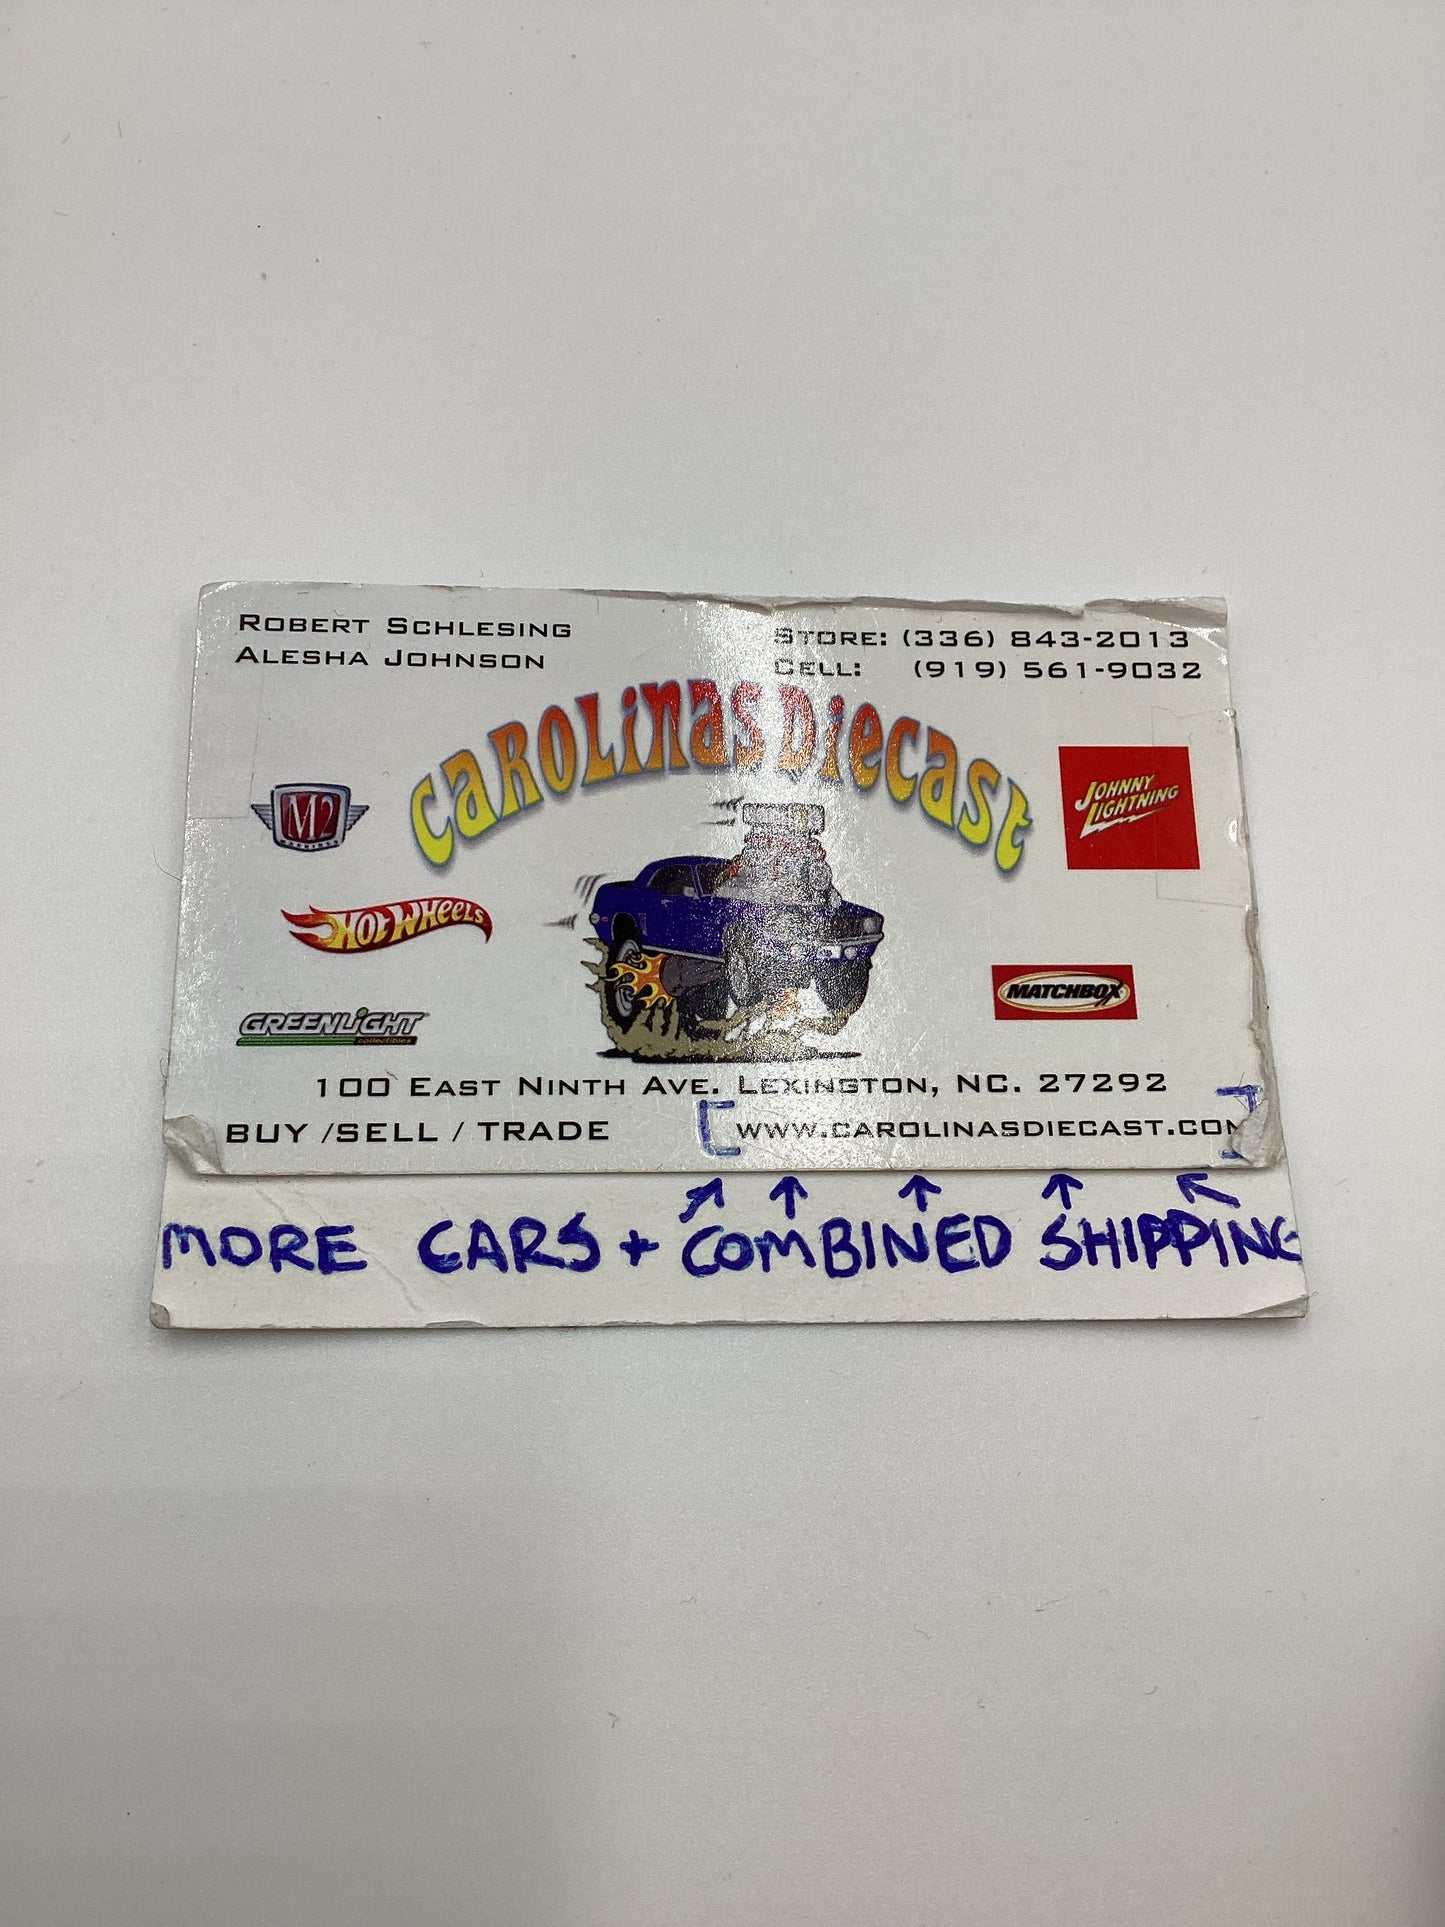 ROBERT SCHLESING
ALESHA JOHNSON
STORE: (336) 843-2013
CELL: (919) 561-9032
CAROLINAS DIECAST
M2
MACHINES
JOHNNY
LIGHTNING
HOT WHEELS
MATCHBOX
GREENLIGHT
collectibles
100 EAST NINTH AVE. LEXINGTON, NC. 27292
BUY /SELL / TRADE
[WWW.CAROLINASDIECAST.COM]
MORE CARS + COMBINED SHIPPING